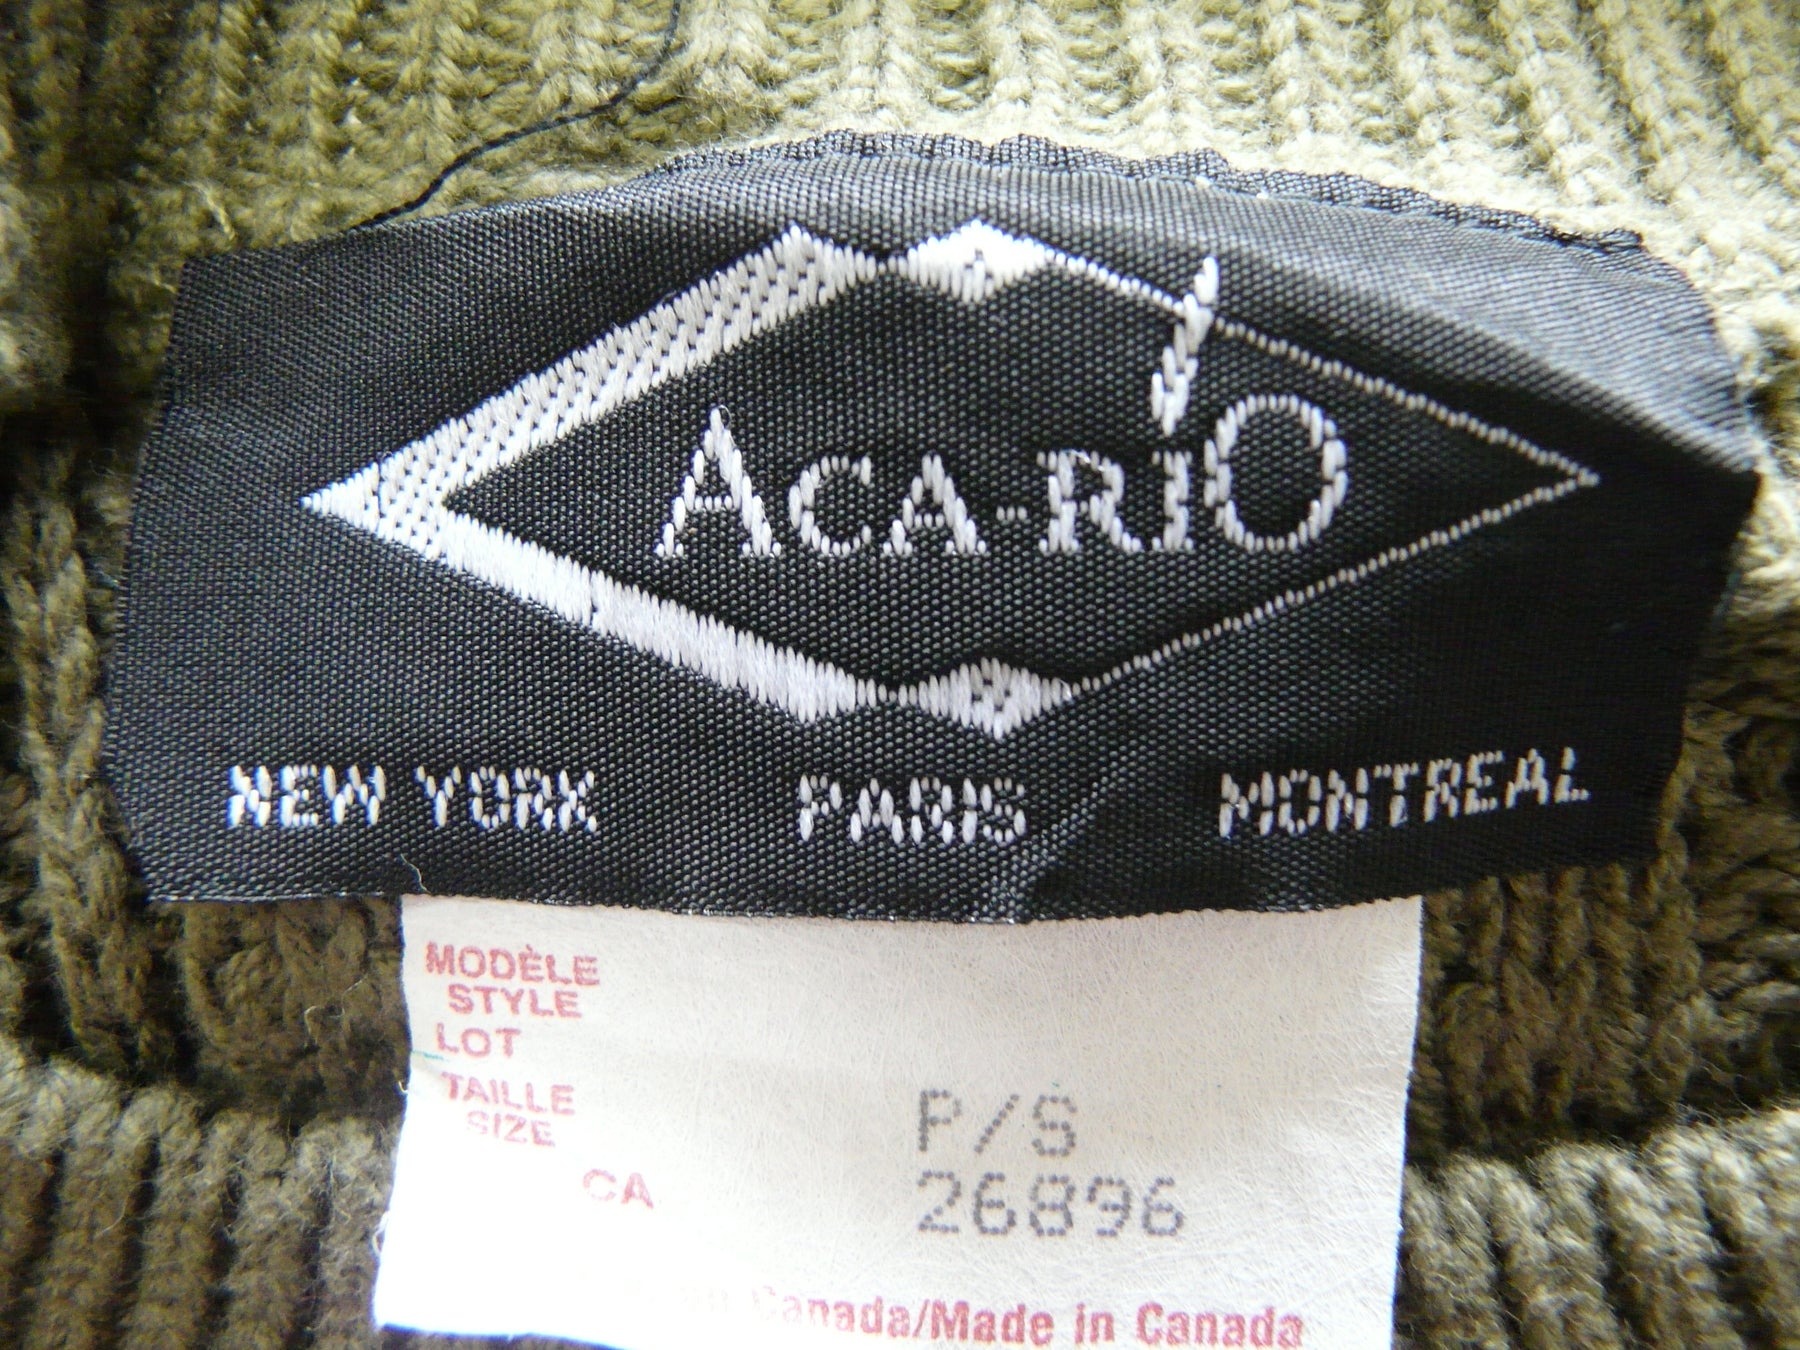 ACA-RIO
NEW YORK PARIS MONTREAL
MODÈLE
STYLE
LOT
TAILLE
SIZE
P/S
CA 26896
Canada/Made in Canada